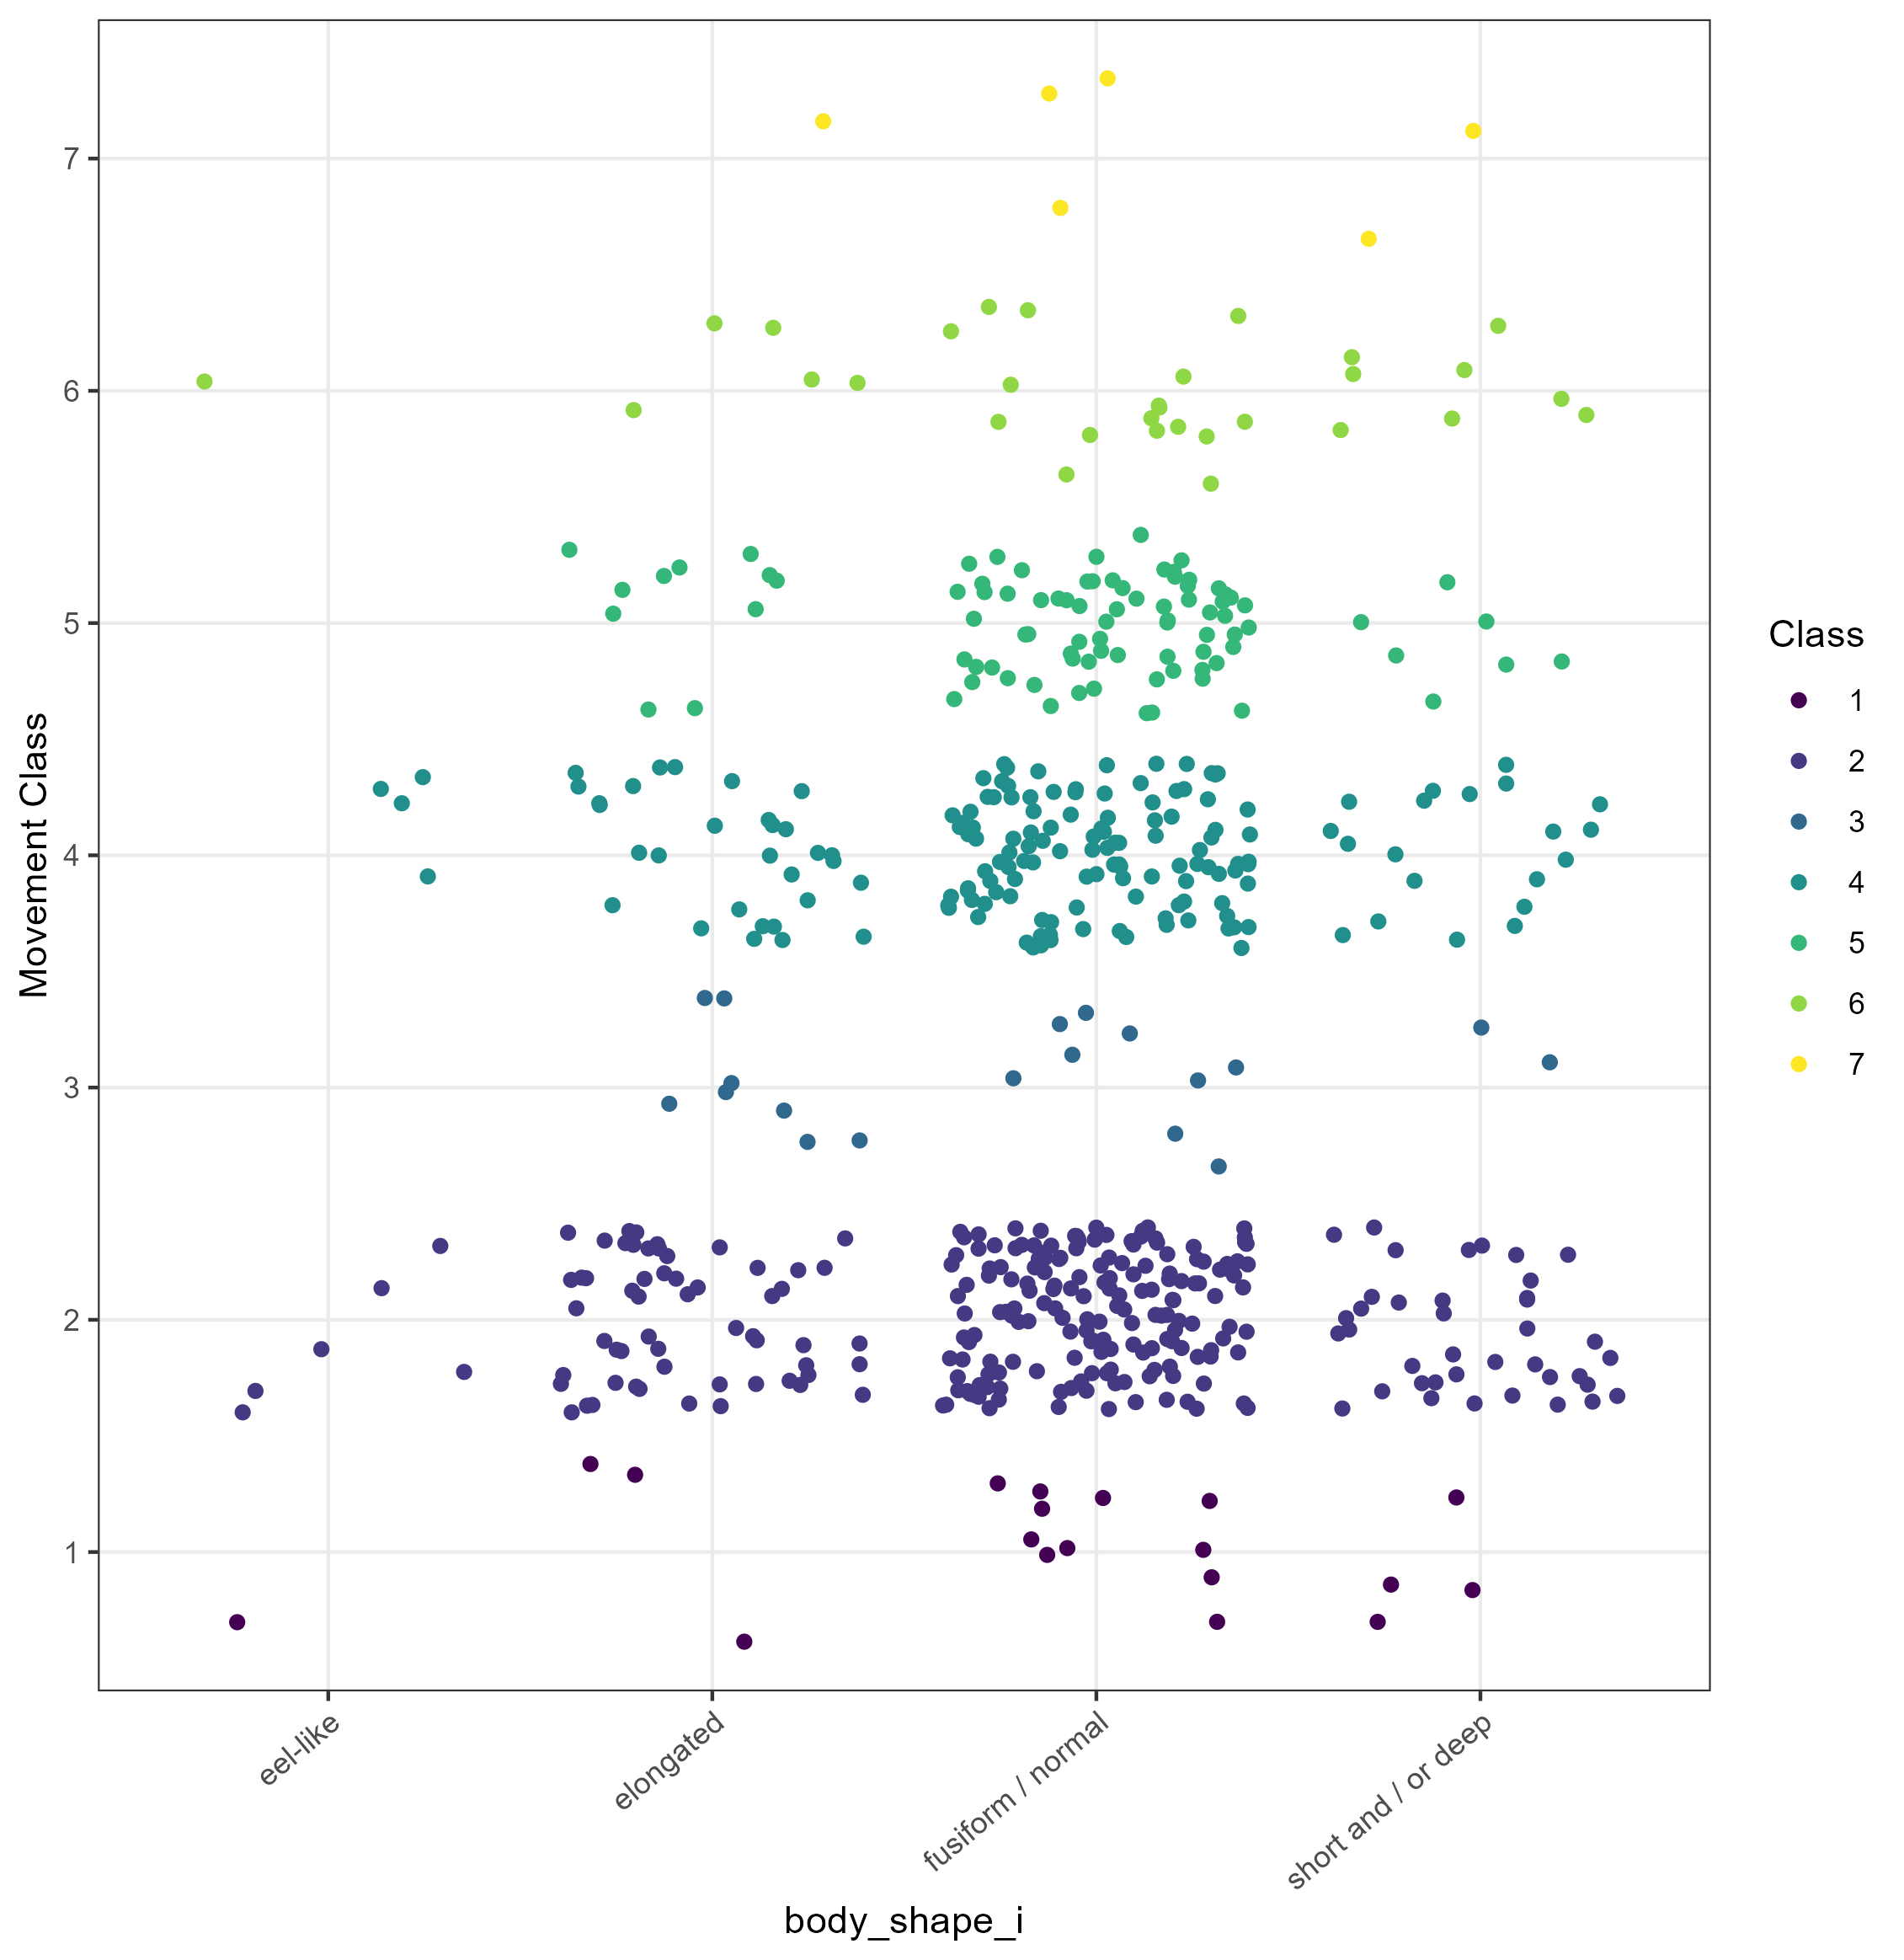 Movement Class
7
6
5
4
3
2
1
eel-like
elongated
fusiform / normal
short and / or deep
body_shape_i
Class
1
2
3
4
5
6
7